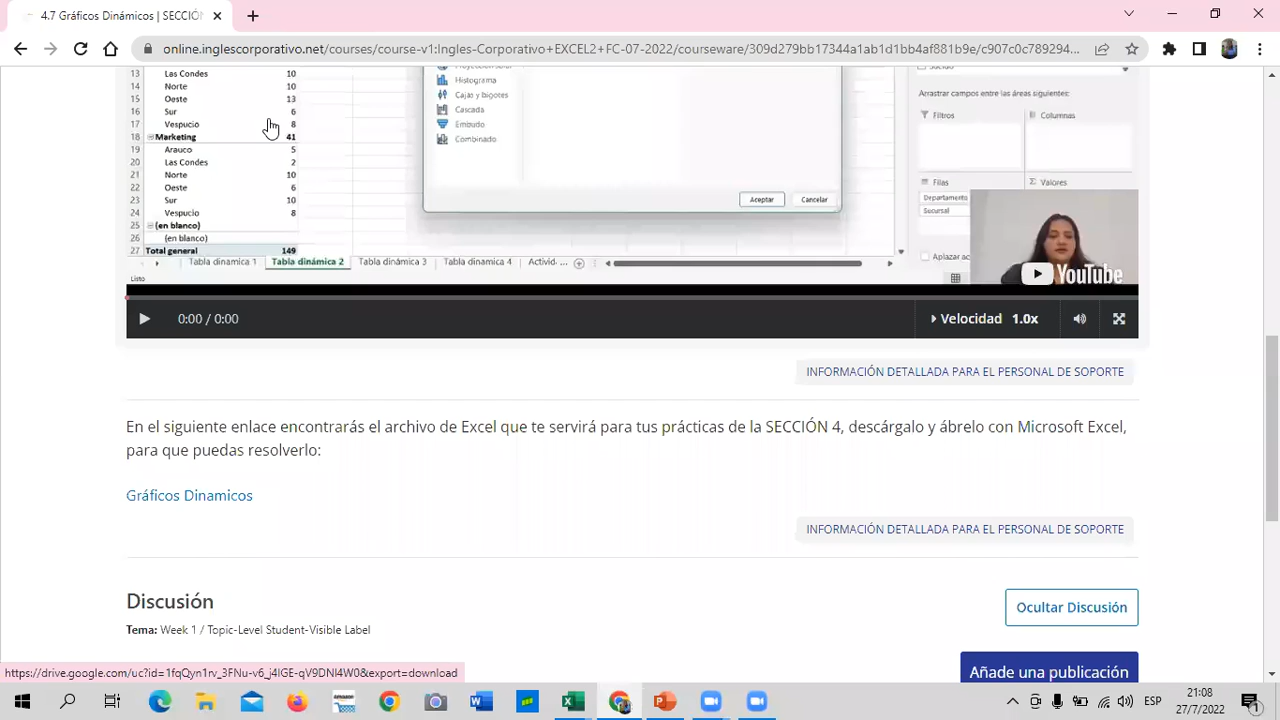 4.7 Gráficos Dinámicos | SECCIÓ
online.inglescorporativo.net/courses/course-v1:Ingles-Corporativo+EXCEL2+FC-07-2022/courseware/309d279bb17344a1ab1d1bb4af881b9e/c907c0c789294...
13 Las Condes 10
14 Norte 10
15 Oeste 13
16 Sur 6
17 Vespucio 8
18 Marketing 41
19 Arauco 5
20 Las Condes 2
21 Norte 10
22 Oeste 6
23 Sur 10
24 Vespucio 8
25 (en blanco)
26 (en blanco)
27 Total general 149
Histograma
Cajas y bigotes
Cascada
Embudo
Combinado
Aceptar Cancelar
Arrastrar campos entre las áreas siguientes:
Filtros Columnas
Filas Σ Valores
Departamento
Sucursal
Aplazar ac
Tabla dinamica 1 Tabla dinámica 2 Tabla dinámica 3 Tabla dinamica 4 Activid...
Listo
YouTube
0:00 / 0:00 Velocidad 1.0x
INFORMACIÓN DETALLADA PARA EL PERSONAL DE SOPORTE
En el siguiente enlace encontrarás el archivo de Excel que te servirá para tus prácticas de la SECCIÓN 4, descárgalo y ábrelo con Microsoft Excel,
para que puedas resolverlo:
Gráficos Dinamicos
INFORMACIÓN DETALLADA PARA EL PERSONAL DE SOPORTE
Discusión
Ocultar Discusión
Tema: Week 1 / Topic-Level Student-Visible Label
Añade una publicación
https://drive.google.com/uc?id=1fqQyn1rv_3FNu-v6_j4lGE-qV9DNl4W0&export=download
ESP
21:08
27/7/2022